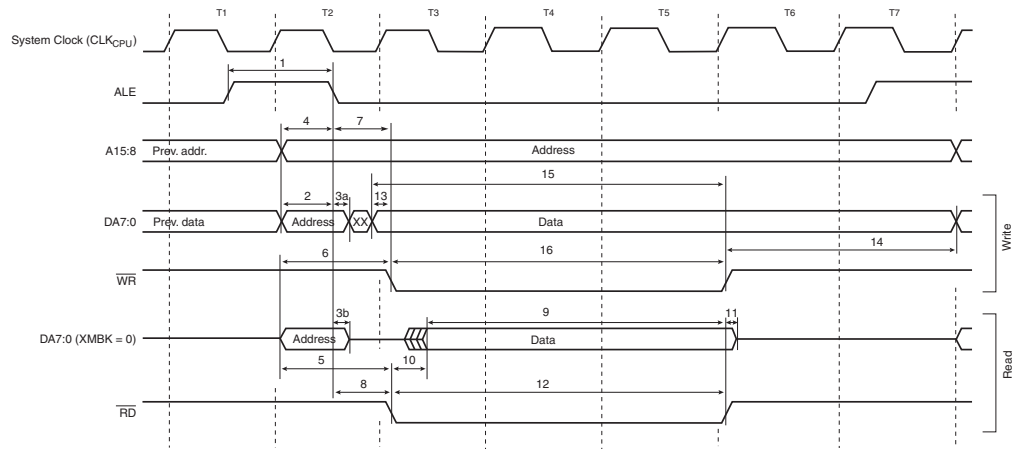 T1 T2 T3 T4 T5 T6 T7
System Clock (CLKCPU)
1
ALE
4 7
A15:8 Prev. addr. Address
15
2 3a 13
DA7:0 Prev. data Address XX Data
14
6 16
WR
Write
3b 9 11
DA7:0 (XMBK = 0) Address Data
5 10
8 12
RD
Read